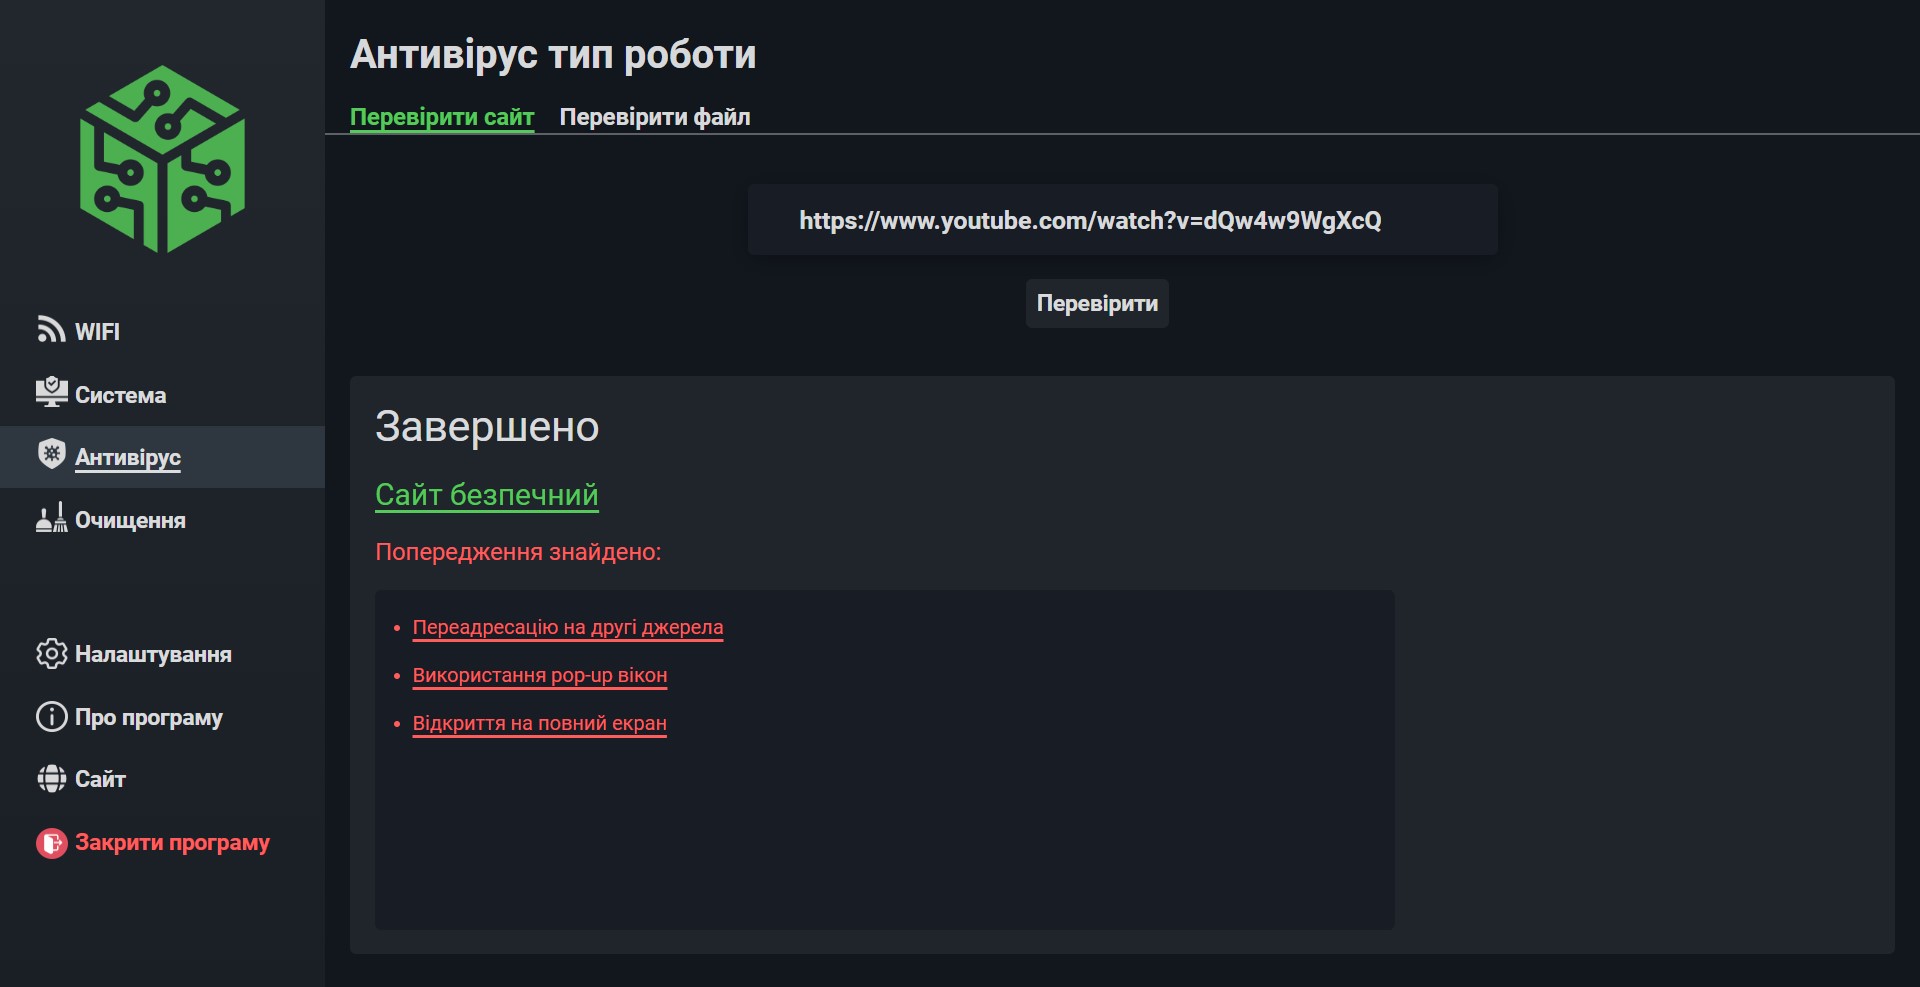 Антивірус тип роботи
Перевірити сайт Перевірити файл
https://www.youtube.com/watch?v=dQw4w9WgXcQ
Перевірити
WIFI
Система
Антивірус
Очищення
Налаштування
Про програму
Сайт
Закрити програму
Завершено
Сайт безпечний
Попередження знайдено:
• Переадресацію на другі джерела
• Використання pop-up вікон
• Відкриття на повний екран